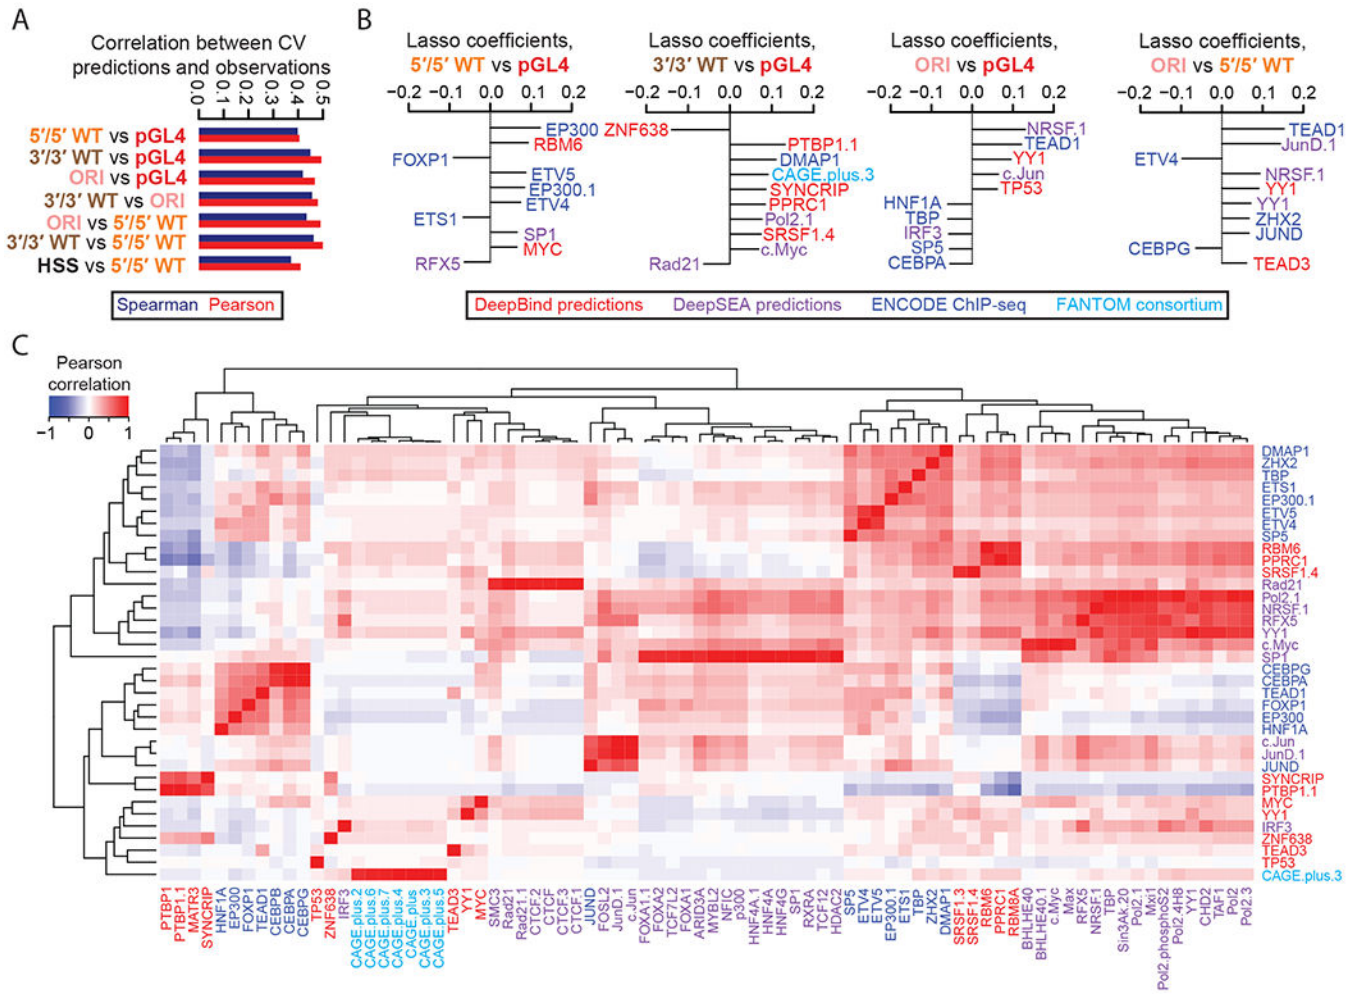 A
Correlation between CV
predictions and observations
0.0 0.1 0.2 0.3 0.4 0.5
5′/5′ WT vs pGL4
3′/3′ WT vs pGL4
ORI vs pGL4
3′/3′ WT vs ORI
ORI vs 5′/5′ WT
3′/3′ WT vs 5′/5′ WT
HSS vs 5′/5′ WT
Spearman Pearson
B
Lasso coefficients,
5′/5′ WT vs pGL4
−0.2 0.0 0.1 0.2
EP300
RBM6
FOXP1
ETV5
EP300.1
ETV4
ETS1
SP1
MYC
RFX5
Lasso coefficients,
3′/3′ WT vs pGL4
−0.2 0.0 0.1 0.2
ZNF638
PTBP1.1
DMAP1
CAGE.plus.3
SYNCRIP
PPRC1
Pol2.1
SRSF1.4
c.Myc
Rad21
Lasso coefficients,
ORI vs pGL4
−0.2 0.0 0.1 0.2
NRSF.1
TEAD1
YY1
c.Jun
TP53
HNF1A
TBP
IRF3
SP5
CEBPA
Lasso coefficients,
ORI vs 5′/5′ WT
−0.2 0.0 0.1 0.2
TEAD1
JunD.1
ETV4
NRSF.1
YY1
YY1
ZHX2
JUND
CEBPG
TEAD3
DeepBind predictions DeepSEA predictions ENCODE ChIP-seq FANTOM consortium
C
Pearson
correlation
−1 0 1
DMAP1
ZHX2
TBP
ETS1
EP300.1
ETV5
ETV4
SP5
RBM6
PPRC1
SRSF1.4
Rad21
Pol2.1
NRSF.1
RFX5
YY1
c.Myc
SP1
CEBPG
CEBPA
TEAD1
FOXP1
EP300
HNF1A
c.Jun
JunD.1
JUND
SYNCRIP
PTBP1.1
MYC
YY1
IRF3
ZNF638
TEAD3
TP53
CAGE.plus.3
PTBP1
PTBP1.1
MATR3
SYNCRIP
HNF1A
EP300
FOXP1
TEAD1
CEBPB
CEBPA
CEBPG
TP53
ZNF638
IRF3
CAGE.plus.2
CAGE.plus.6
CAGE.plus.7
CAGE.plus.4
CAGE.plus
CAGE.plus.3
CAGE.plus.5
TEAD3
YY1
MYC
SMC3
Rad21
Rad21.1
CTCF.2
CTCF
CTCF.3
CTCF.1
JUND
FOSL2
JunD.1
c.Jun
FOXA1.1
FOXA2
TCF7L2
FOXA1
ARID3A
MYBL2
NFIC
p300
HNF4A.1
HNF4A
HNF4G
SP1
RXRA
TCF12
HDAC2
SP5
ETV4
ETV5
EP300.1
ETS1
TBP
ZHX2
DMAP1
SRSF1.3
SRSF1.4
RBM6
PPRC1
RBM8A
BHLHE40
BHLHE40.1
c.Myc
Max
RFX5
NRSF.1
TBP
Sin3Ak.20
Pol2.1
Mxi1
Pol2.phosphoS2
Pol2.4H8
YY1
CHD2
TAF1
Pol2
Pol2.3